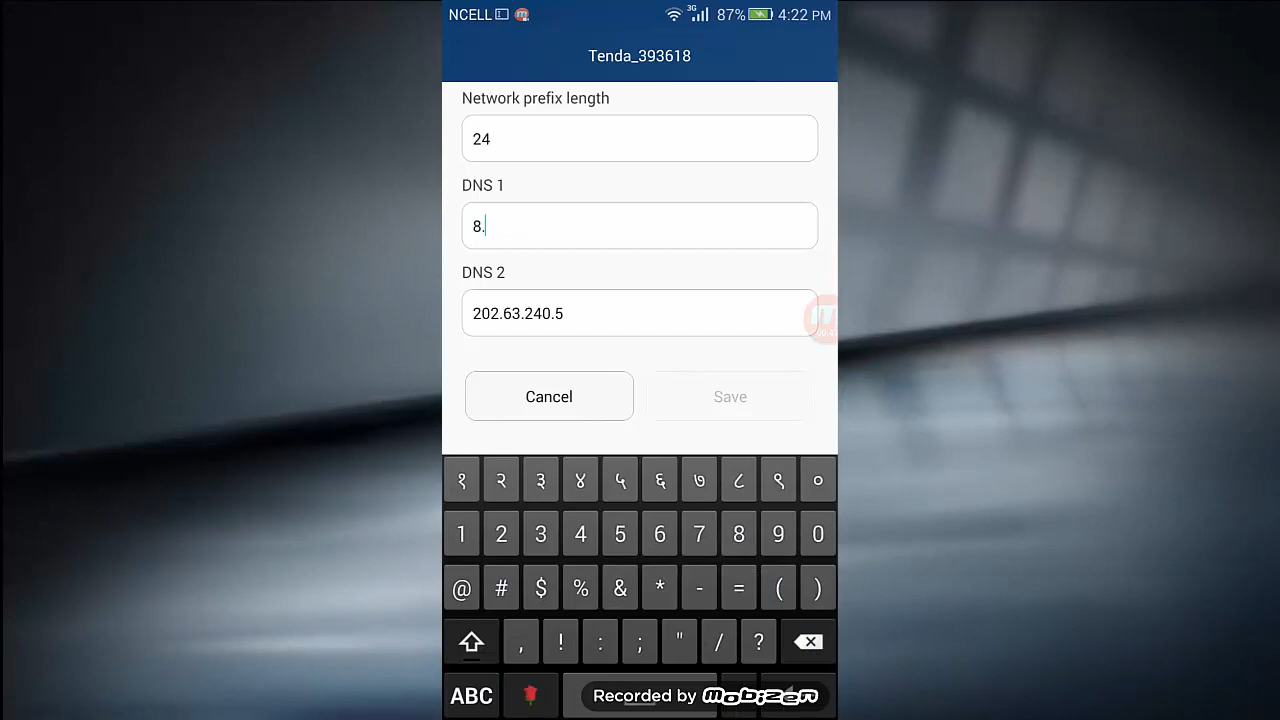 NCELL 3G 87% 4:22 PM
Tenda_393618
Network prefix length
24
DNS 1
8.
DNS 2
202.63.240.5
Cancel Save
१ २ ३ ४ ५ ६ ७ ८ ९ ०
1 2 3 4 5 6 7 8 9 0
@ # $ % & * - = ( )
, ! : ; " / ?
ABC Recorded by mobizen